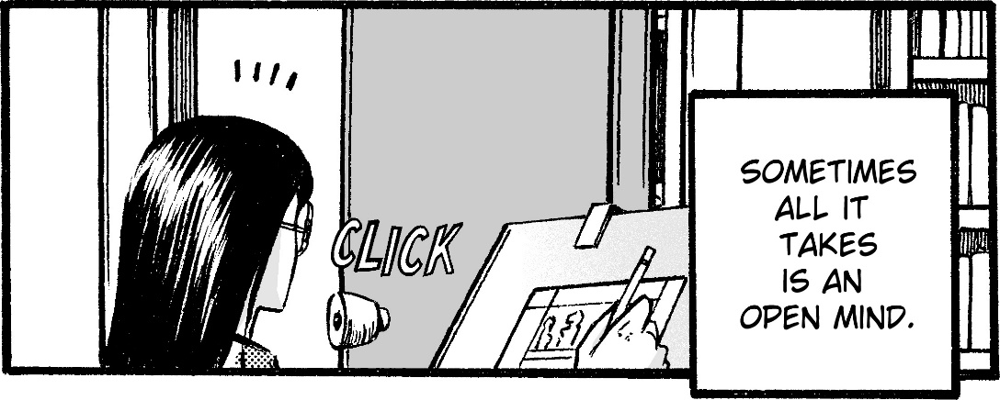 CLICK
SOMETIMES
ALL IT
TAKES
IS AN
OPEN MIND.